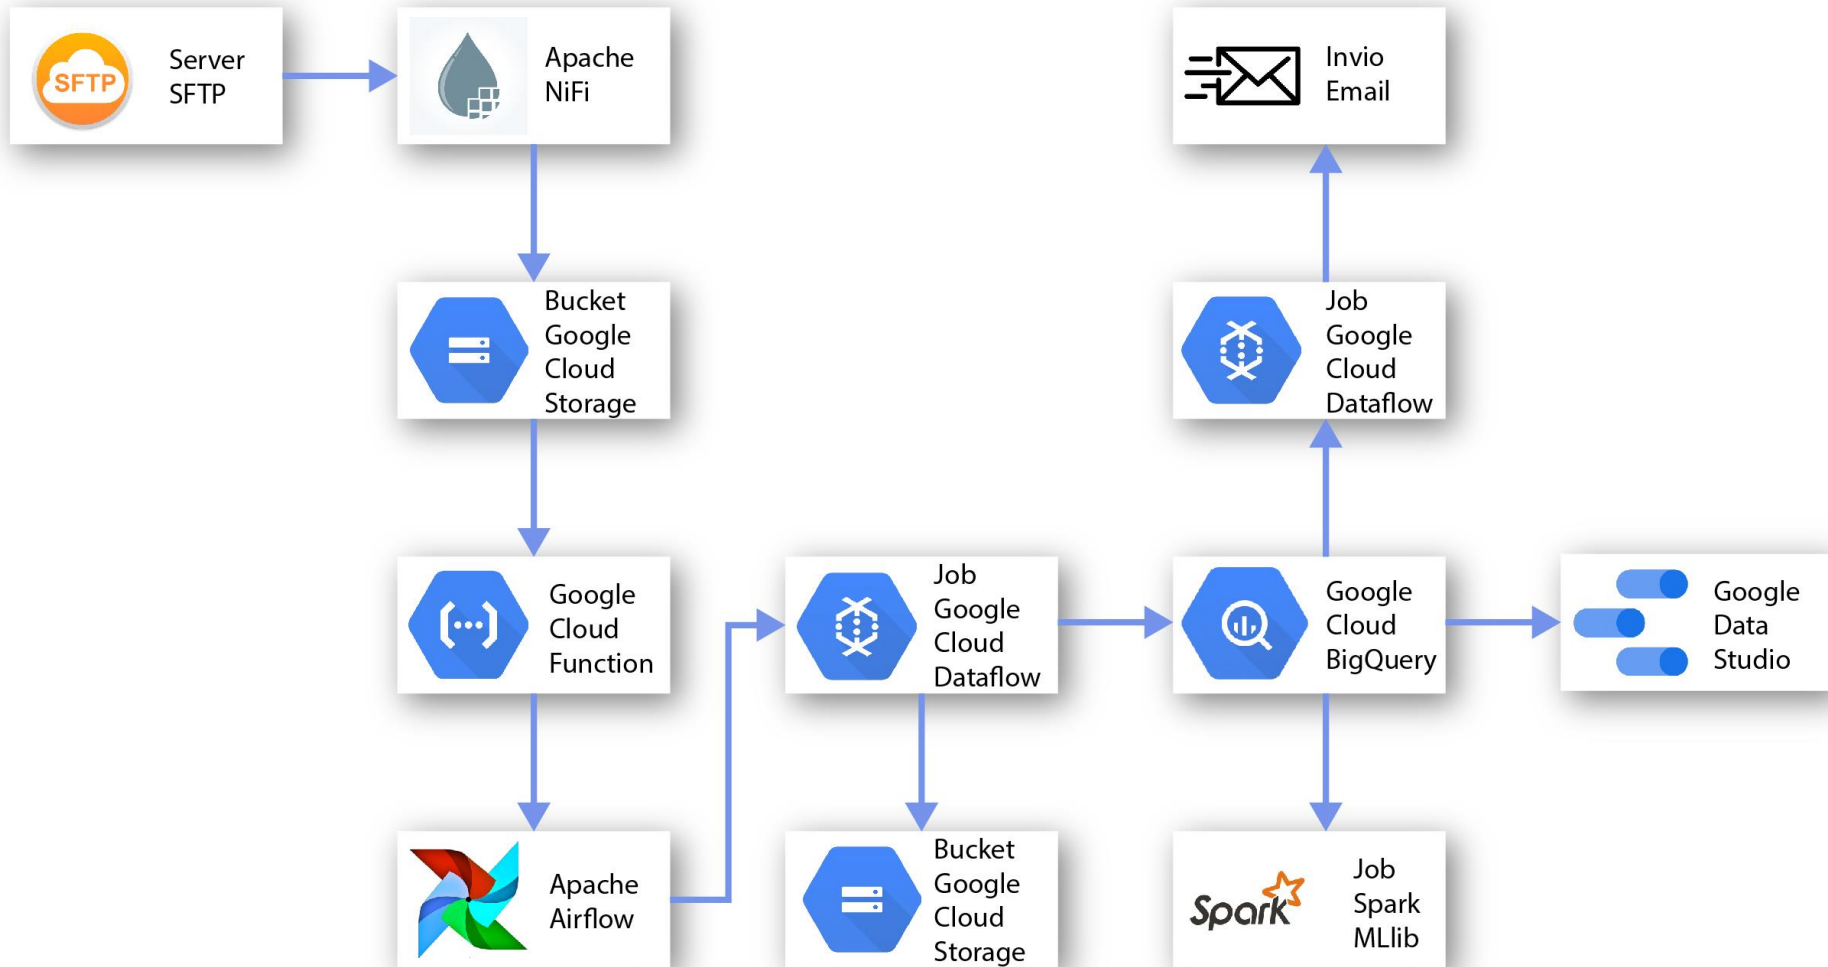 SFTP
Server
SFTP
Apache
NiFi
Invio
Email
Bucket
Google
Cloud
Storage
Job
Google
Cloud
Dataflow
Google
Cloud
Function
Job
Google
Cloud
Dataflow
Google
Cloud
BigQuery
Google
Data
Studio
Apache
Airflow
Bucket
Google
Cloud
Storage
Spark
Job
Spark
MLlib